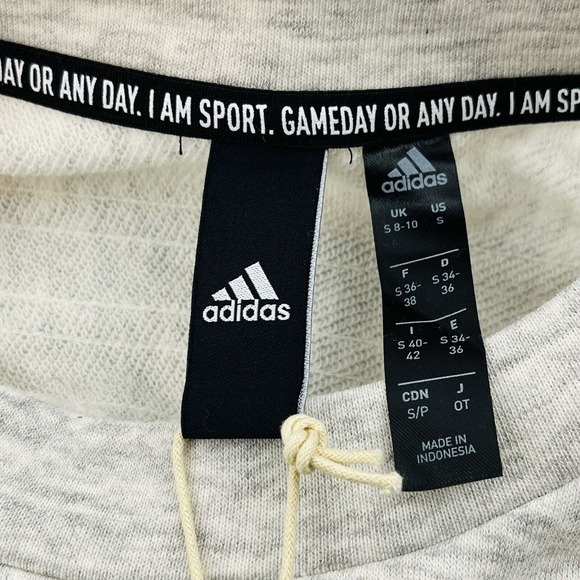 DAY OR ANY DAY. I AM SPORT. GAMEDAY OR ANY DAY. I AM SP
adidas
adidas
UK US
S 8-10 S
F D
S 36-38 S 34-36
I E
S 40-42 S 34-36
CDN J
S/P OT
MADE IN
INDONESIA